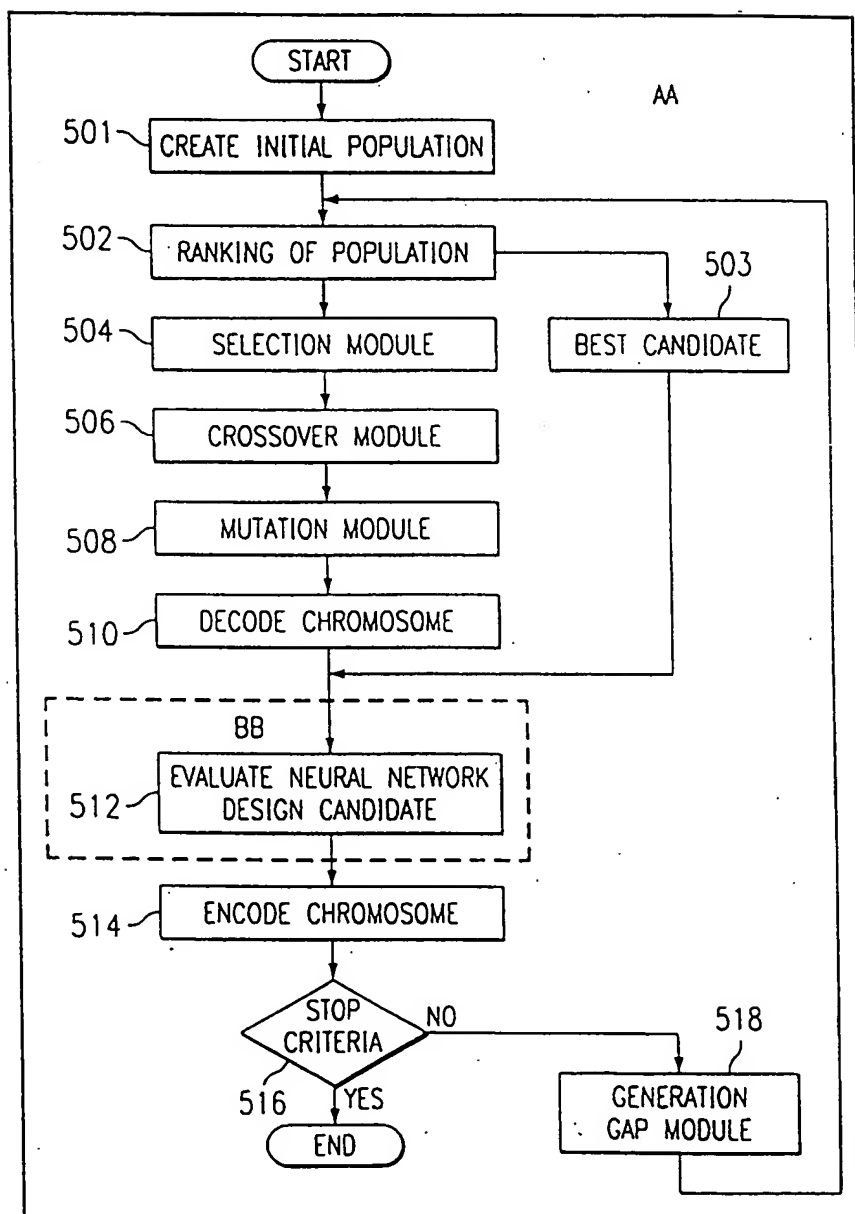 START
AA
501
CREATE INITIAL POPULATION
502
RANKING OF POPULATION
503
504
SELECTION MODULE
BEST CANDIDATE
506
CROSSOVER MODULE
508
MUTATION MODULE
510
DECODE CHROMOSOME
BB
512
EVALUATE NEURAL NETWORK
DESIGN CANDIDATE
514
ENCODE CHROMOSOME
STOP
CRITERIA
NO
516
YES
518
GENERATION
GAP MODULE
END